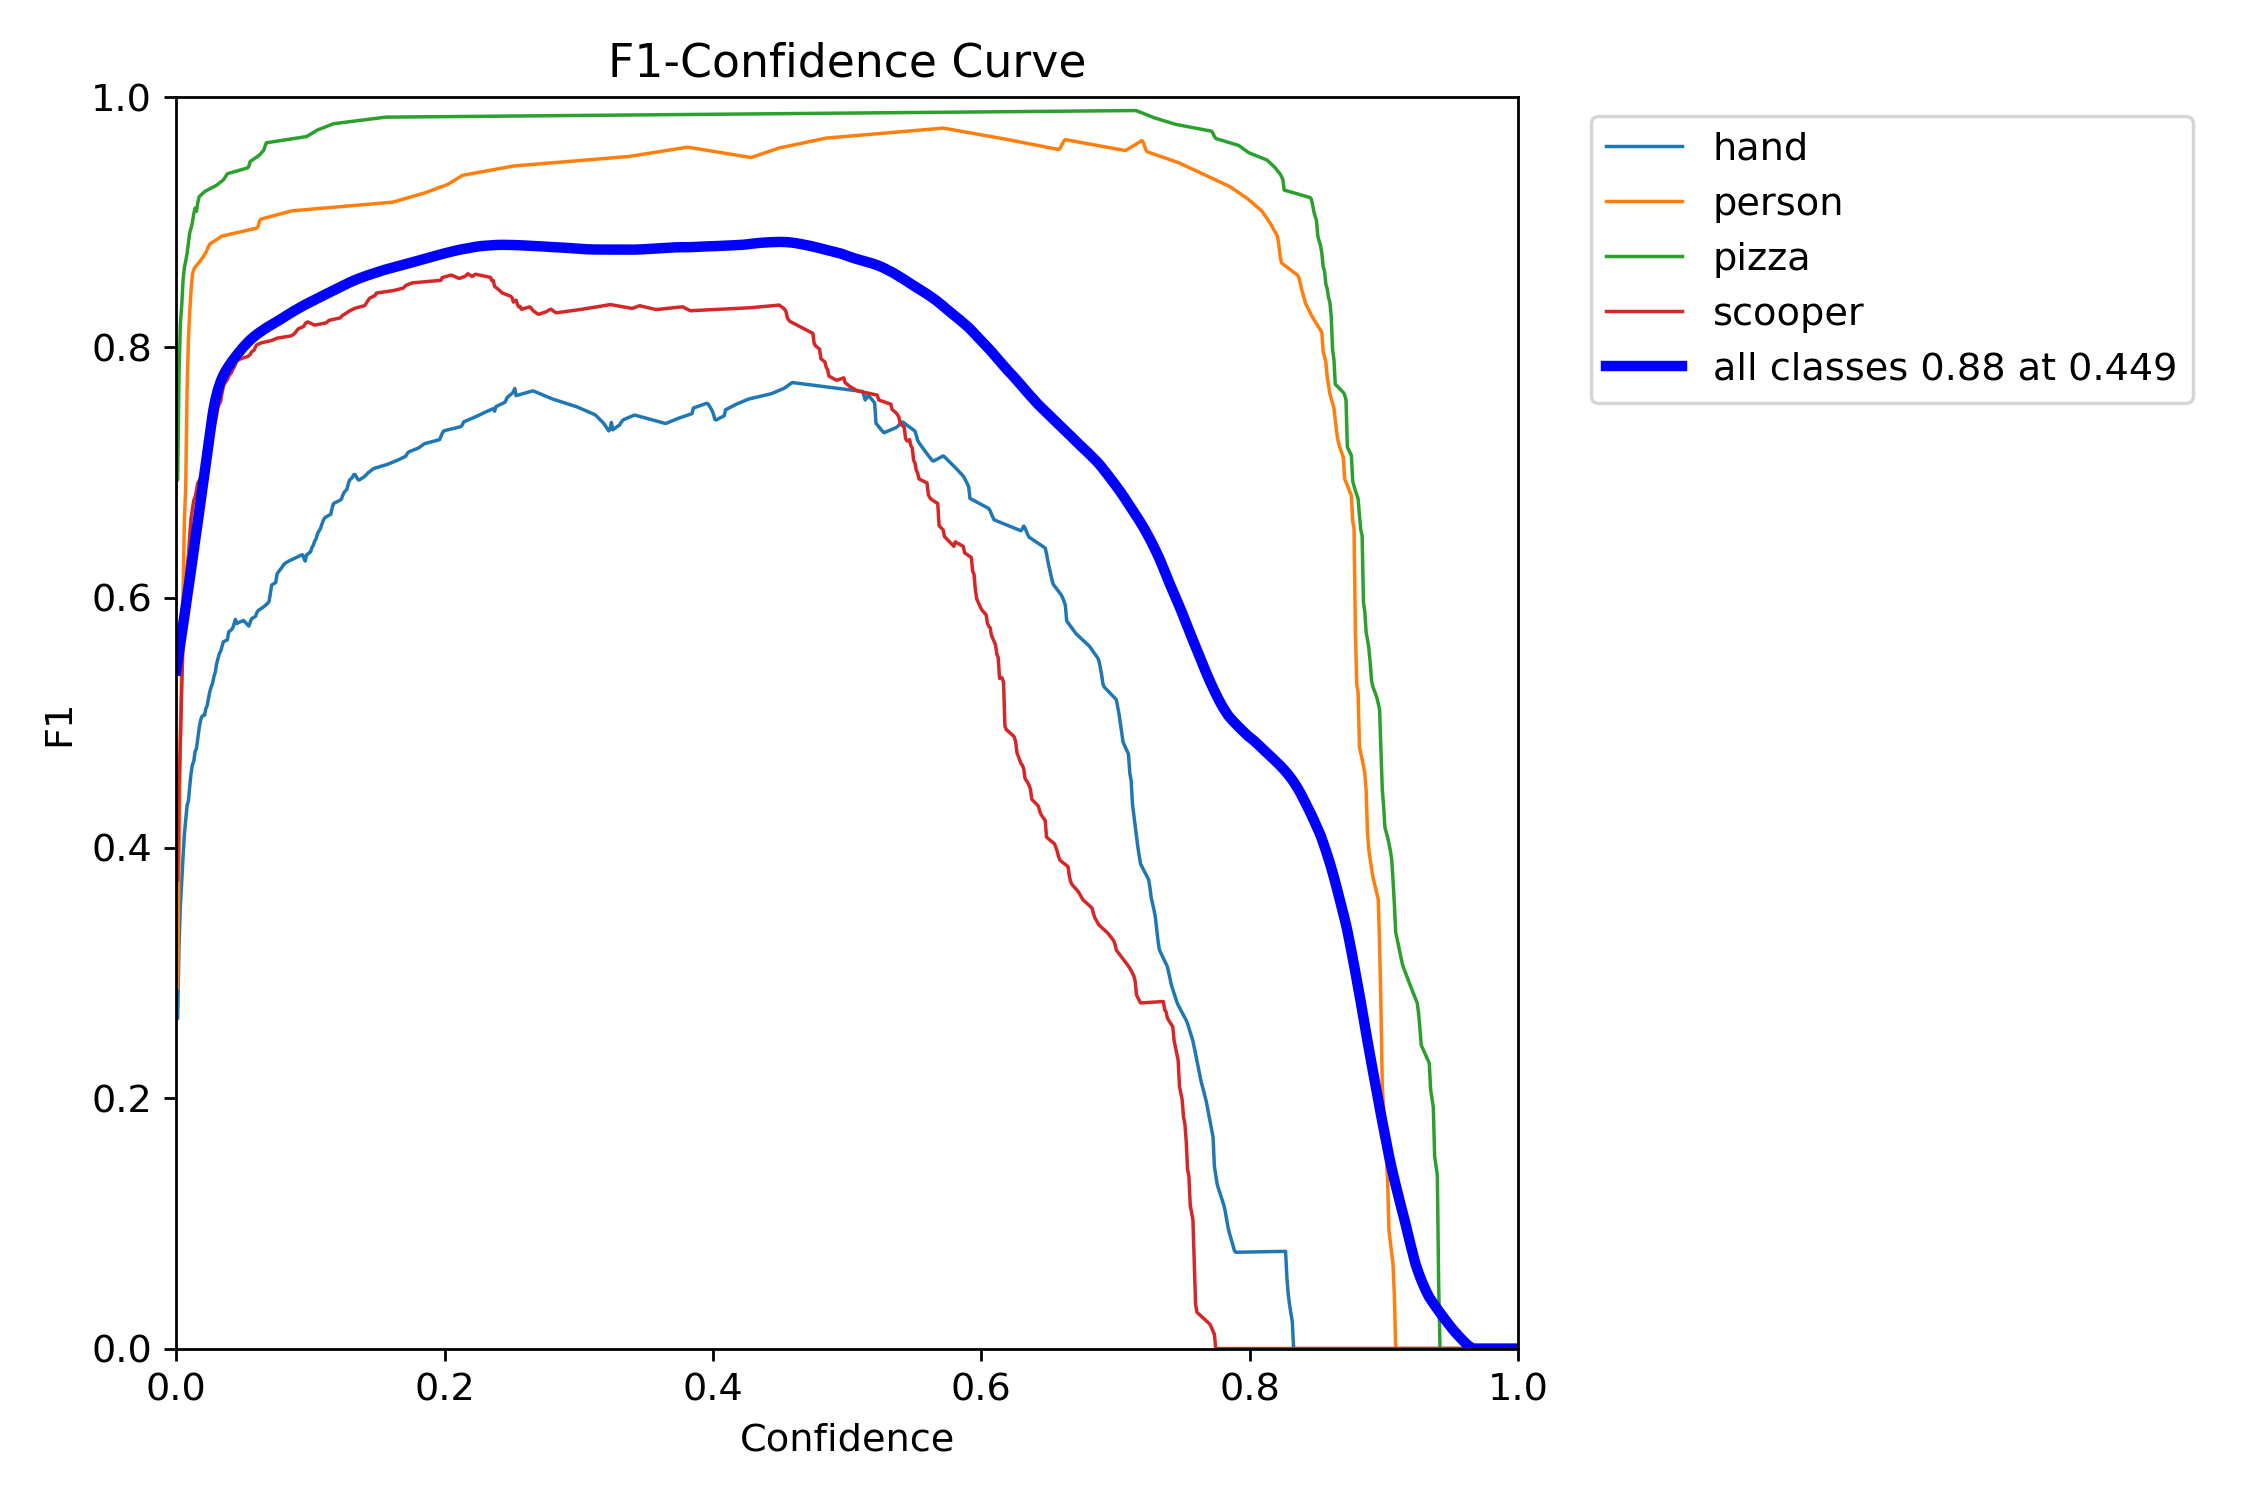 F1-Confidence Curve
1.0
0.8
0.6
0.4
0.2
0.0
F1
0.0 0.2 0.4 0.6 0.8 1.0
Confidence
hand
person
pizza
scooper
all classes 0.88 at 0.449